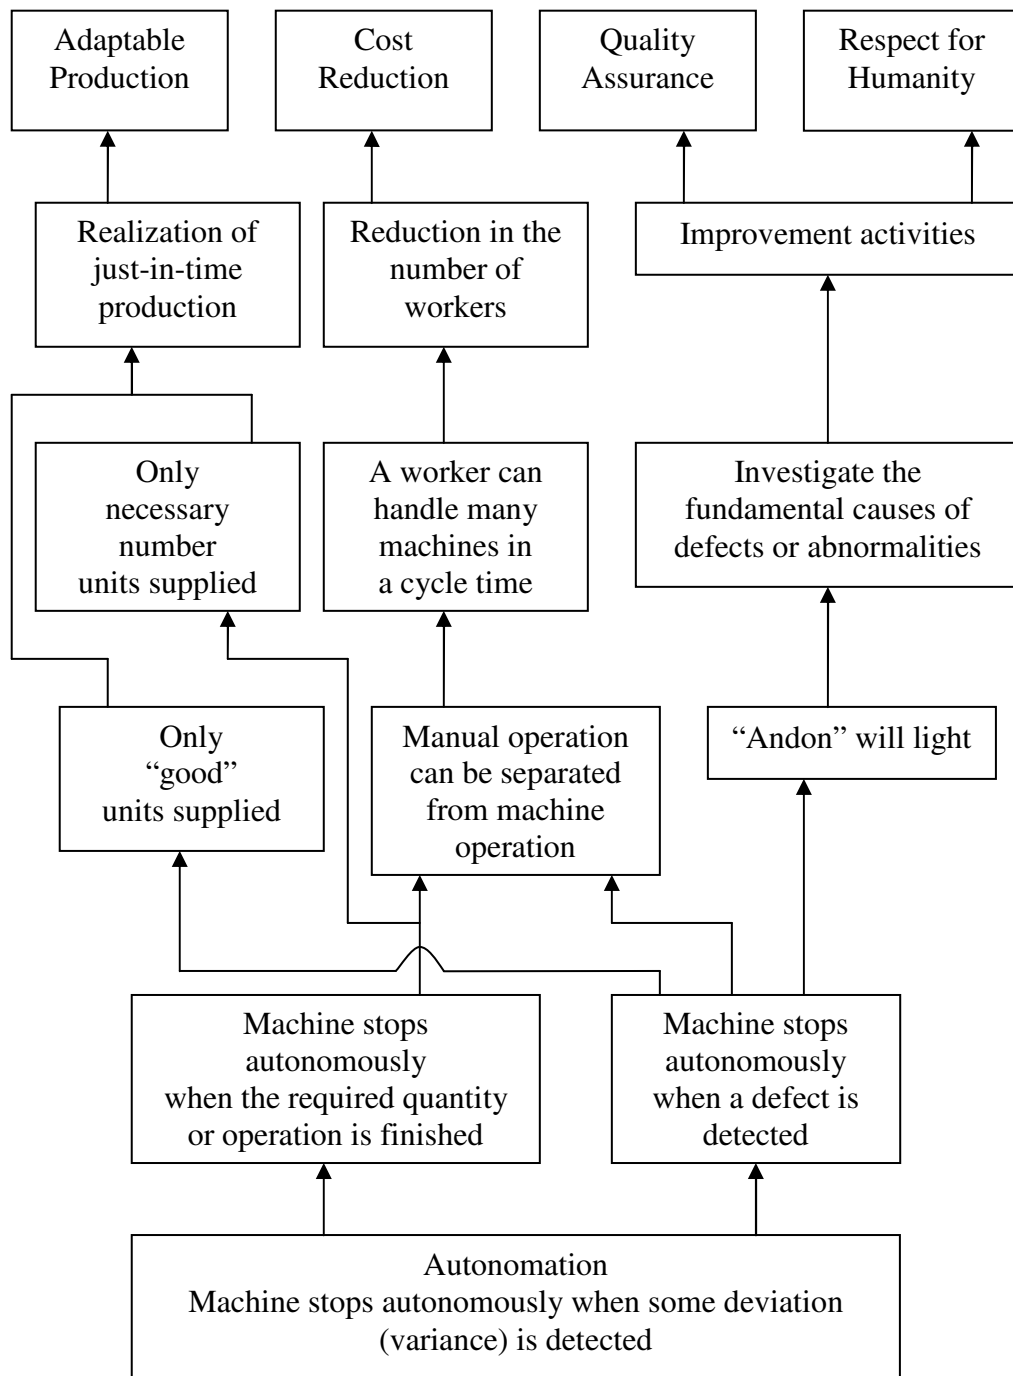 Adaptable
Production
Cost
Reduction
Quality
Assurance
Respect for
Humanity
Realization of
just-in-time
production
Reduction in the
number of
workers
Improvement activities
Only
necessary
number
units supplied
A worker can
handle many
machines in
a cycle time
Investigate the
fundamental causes of
defects or abnormalities
Only
“good”
units supplied
Manual operation
can be separated
from machine
operation
“Andon” will light
Machine stops
autonomously
when the required quantity
or operation is finished
Machine stops
autonomously
when a defect is
detected
Autonomation
Machine stops autonomously when some deviation
(variance) is detected